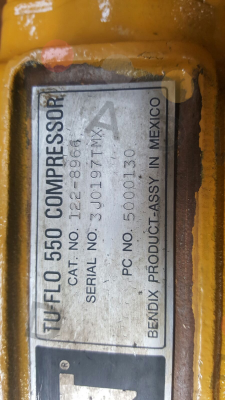 TU-FLO 550 COMPRESSOR
CAT. NO. 122-8966
SERIAL NO. 3J0197TMX
PC NO. 5000130
BENDIX PRODUCT-ASSY IN MEXICO
A
®